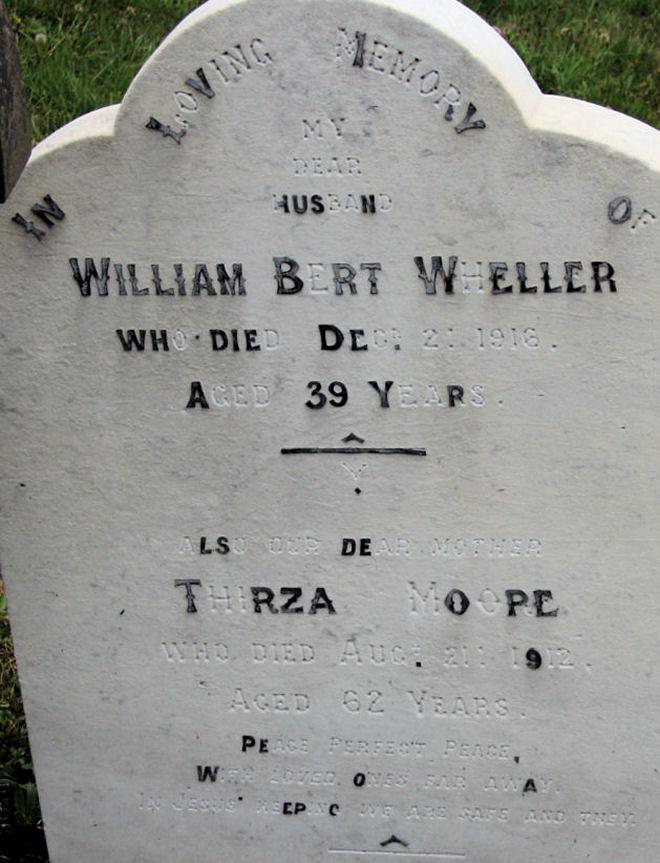 IN LOVING MEMORY OF
MY
DEAR
HUSBAND
WILLIAM BERT WHELLER
WHO DIED DECR. 21. 1916.
AGED 39 YEARS.
ALSO OUR DEAR MOTHER
THIRZA MOORE
WHO DIED AUGT. 21. 1912.
AGED 62 YEARS.
PEACE PERFECT PEACE,
WITH LOVED ONES FAR AWAY.
IN JESUS' KEEPING WE ARE SAFE AND THEY.